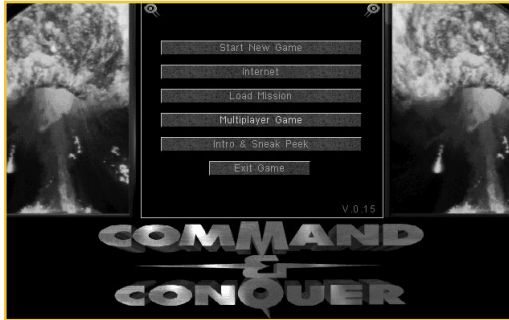 Start New Game
Internet
Load Mission
Multiplayer Game
Intro & Sneak Peek
Exit Game
V.0.15
COMMAND
&
CONQUER